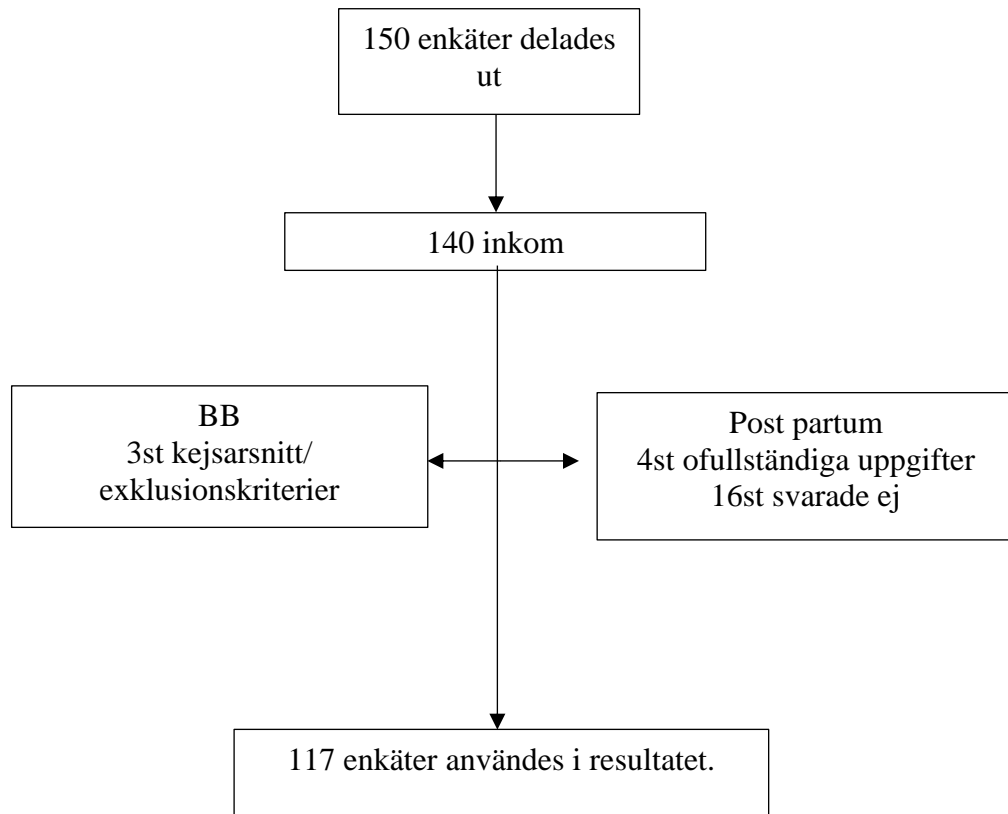 150 enkäter delades
ut
140 inkom
BB
3st kejsarsnitt/
exklusionskriterier
Post partum
4st ofullständiga uppgifter
16st svarade ej
117 enkäter användes i resultatet.